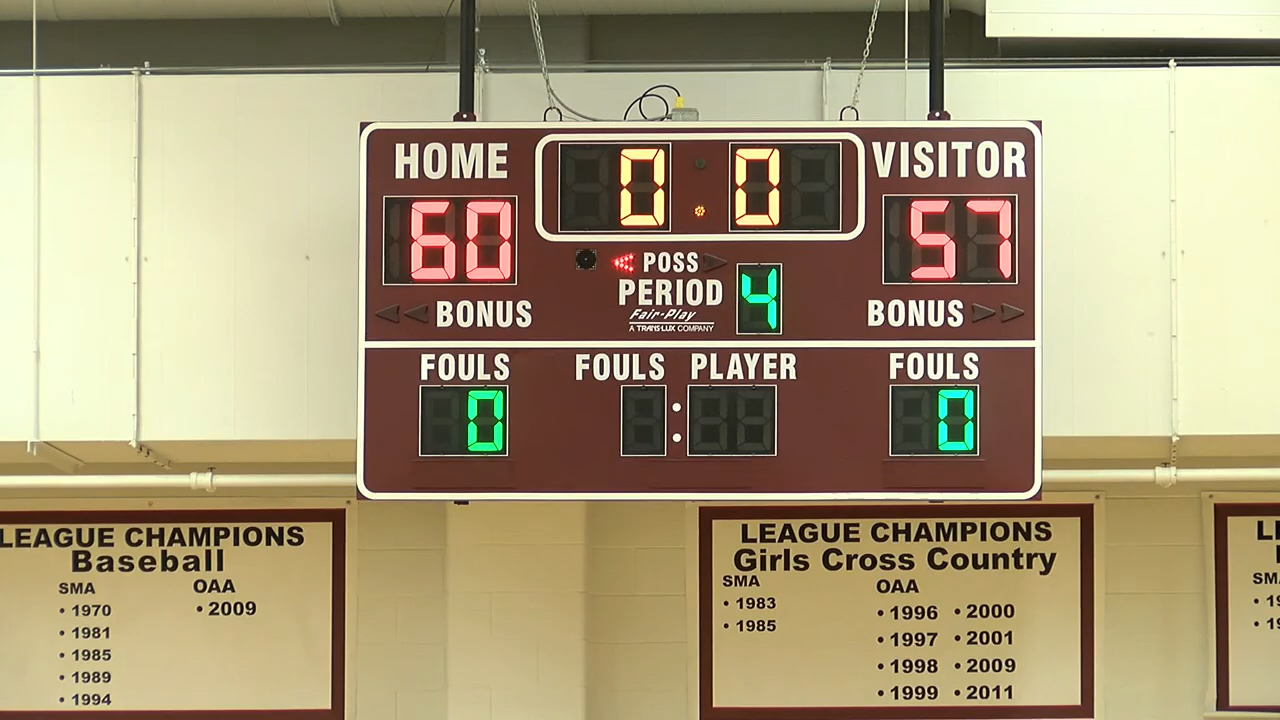 HOME
0.0
VISITOR
60
57
POSS
PERIOD 4
Fair-Play
A TRANS-LUX COMPANY
BONUS
BONUS
FOULS
FOULS PLAYER
FOULS
0
:
0
LEAGUE CHAMPIONS
Baseball
SMA
OAA
• 1970
• 2009
• 1981
• 1985
• 1989
• 1994
LEAGUE CHAMPIONS
Girls Cross Country
SMA
OAA
• 1983
• 1985
• 1996 • 2000
• 1997 • 2001
• 1998 • 2009
• 1999 • 2011